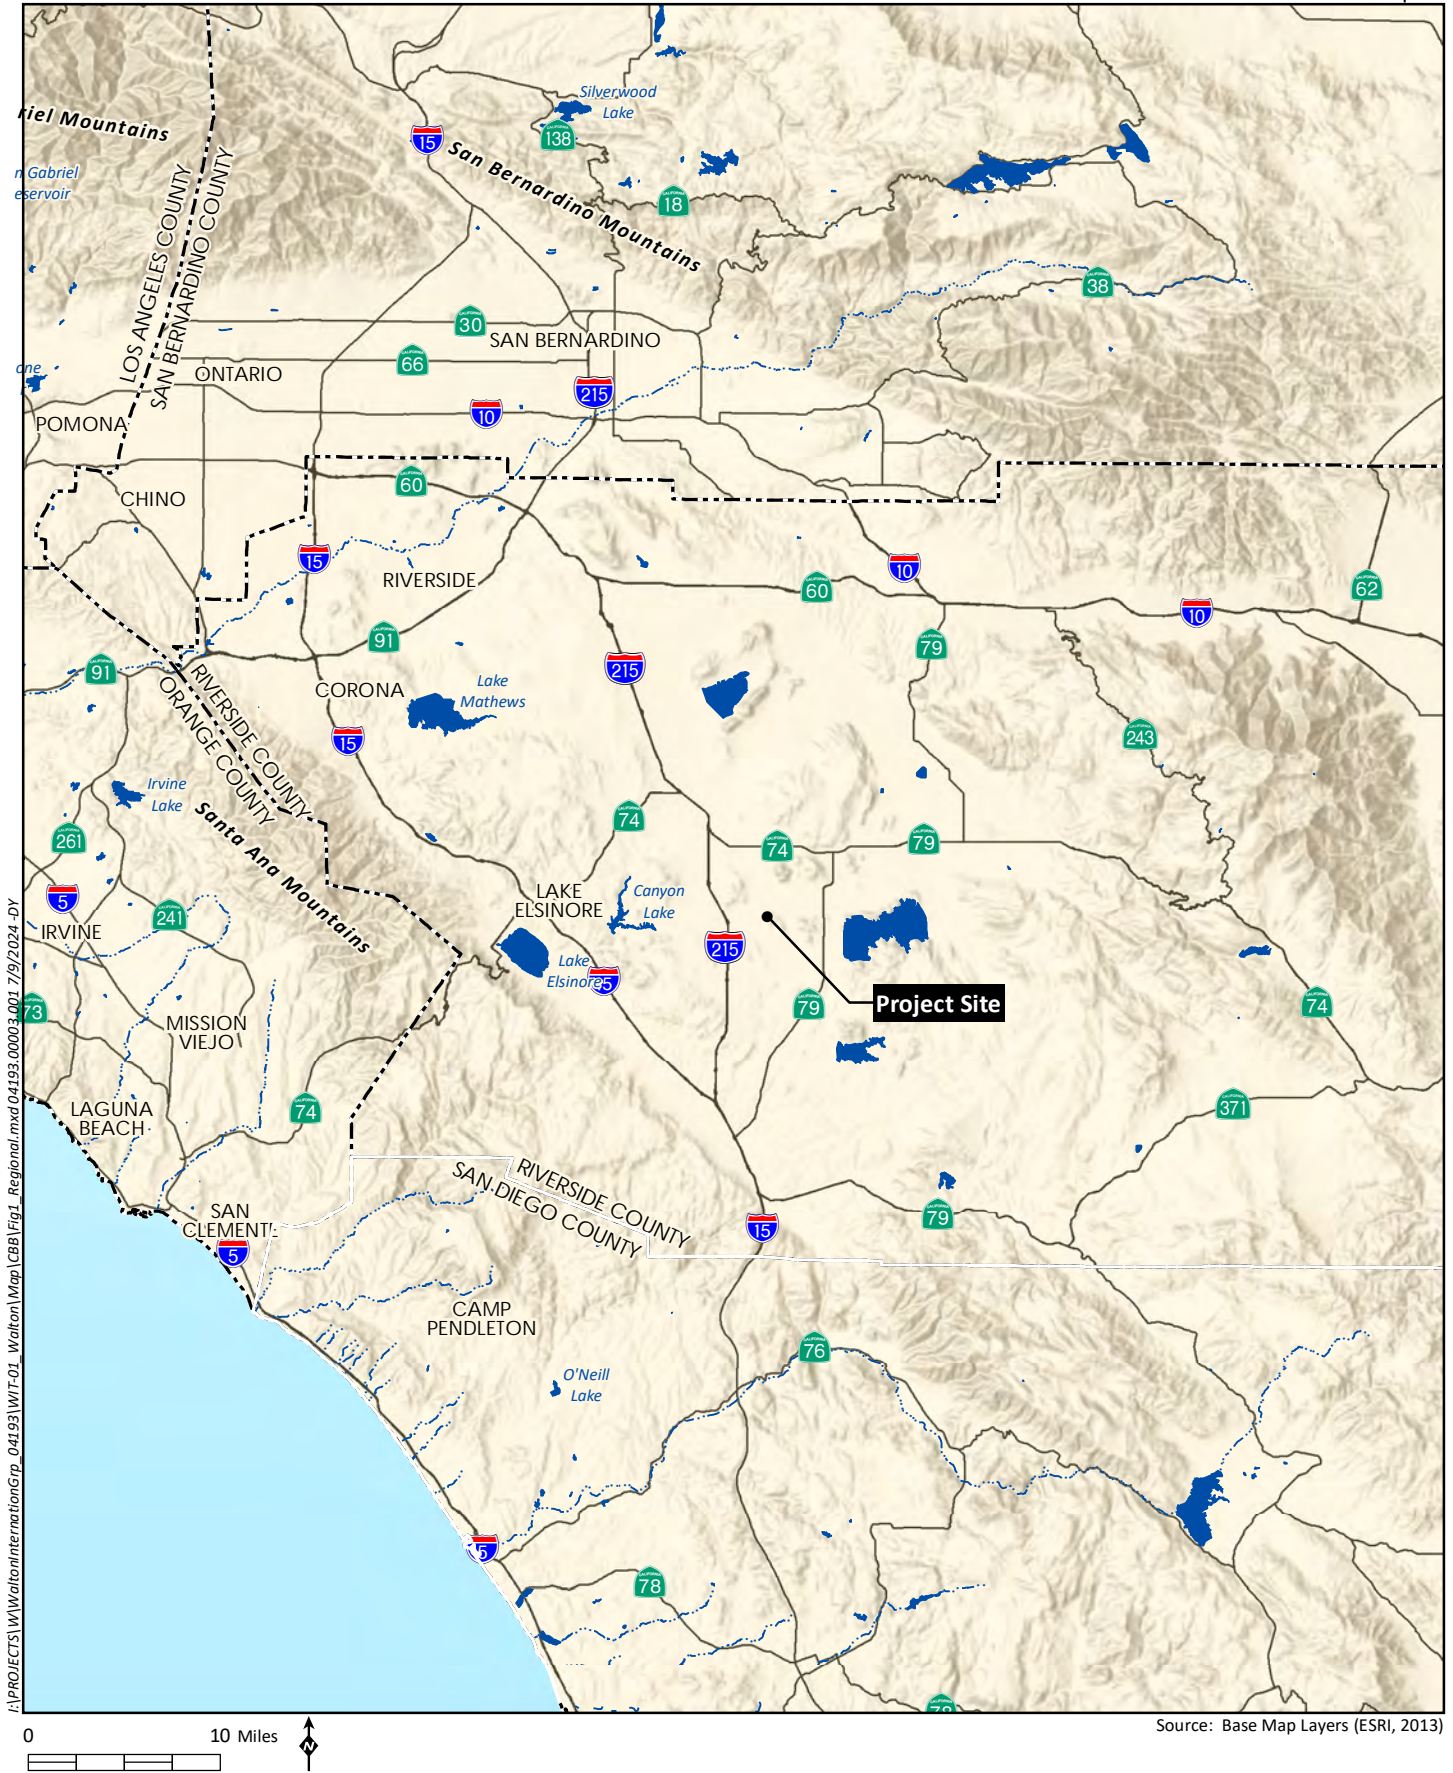 Silverwood
Lake
riel Mountains
15
138
San Bernardino Mountains
n Gabriel
eservoir
18
LOS ANGELES COUNTY
SAN BERNARDINO COUNTY
38
30
SAN BERNARDINO
66
ONTARIO
one
215
10
POMONA
60
CHINO
15
10
RIVERSIDE
60
62
10
91
79
91
215
RIVERSIDE COUNTY
ORANGE COUNTY
CORONA
Lake
Mathews
15
243
Irvine
Lake
Santa Ana Mountains
74
261
74
79
5
LAKE
ELSINORE
Canyon
Lake
241
IRVINE
215
Lake
Elsinore
15
73
79
Project Site
74
MISSION
VIEJO
74
LAGUNA
BEACH
371
RIVERSIDE COUNTY
SAN DIEGO COUNTY
SAN
CLEMENTE
5
15
79
CAMP
PENDLETON
76
O'Neill
Lake
5
78
78
I:\PROJECTS\W\WaltonInternationGrp_04193\WIT-01_Walton\Map\CBB\Fig1_Regional.mxd 04193.00003.001 7/9/2024 -DY
0 10 Miles
N
Source: Base Map Layers (ESRI, 2013)